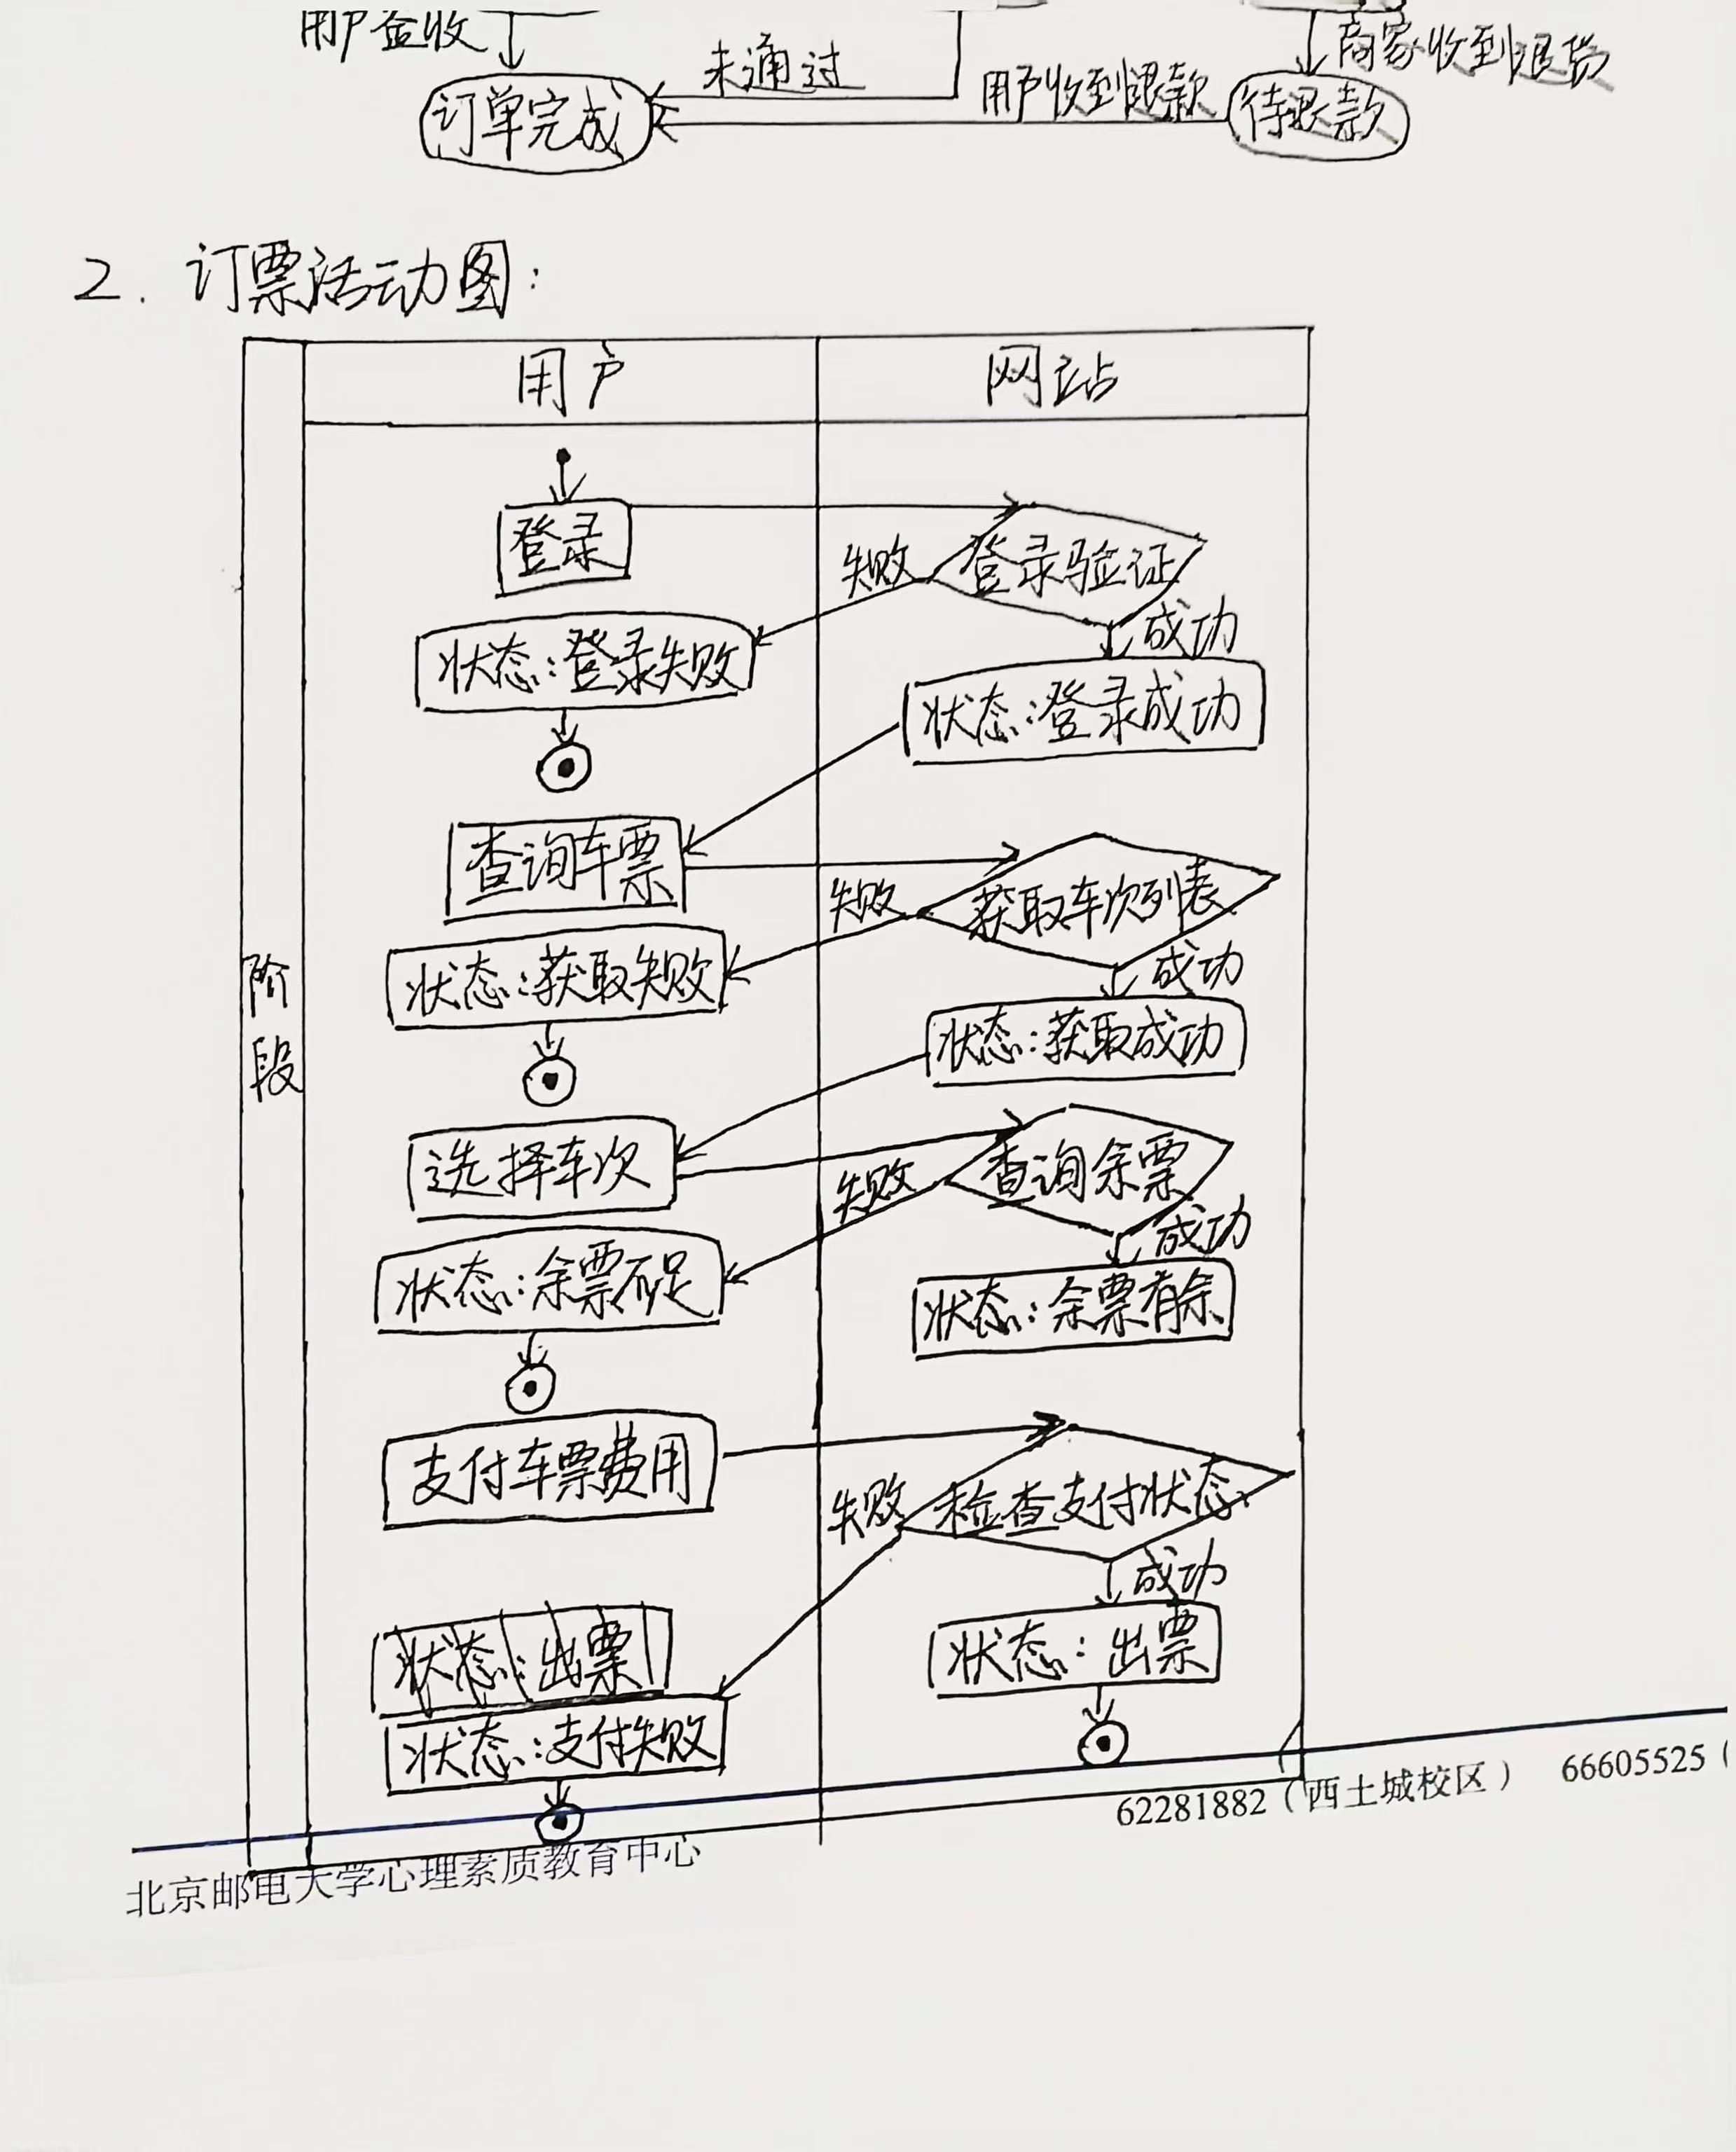 用户签收
商家收到退货
未通过
用户收到退款
订单完成
待退款
2. 订票活动图:
用户
网站
阶段
登录
登录验证
失败
成功
状态:登录失败
状态:登录成功
查询车票
获取车次列表
失败
成功
状态:获取失败
状态:获取成功
选择车次
查询余票
失败
成功
状态:余票不足
状态:余票有余
支付车票费用
检查支付状态
失败
成功
状态:出票
状态:出票
状态:支付失败
北京邮电大学心理素质教育中心
62281882(西土城校区) 66605525(